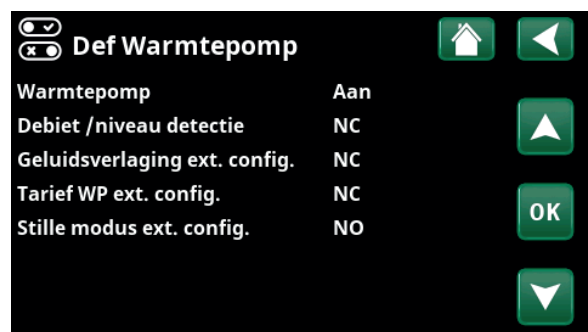 Def Warmtepomp
Warmtepomp Aan
Debiet /niveau detectie NC
Geluidsverlaging ext. config. NC
Tarief WP ext. config. NC
OK
Stille modus ext. config. NO